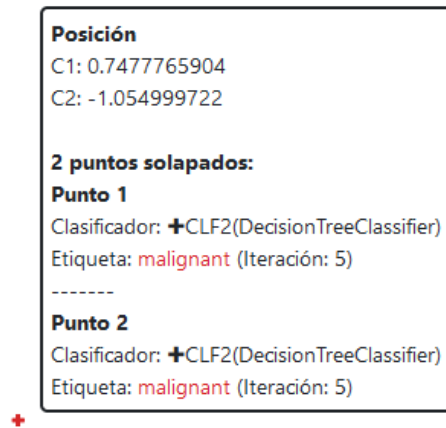 Posición
C1: 0.7477765904
C2: -1.054999722
2 puntos solapados:
Punto 1
Clasificador: ✚CLF2(DecisionTreeClassifier)
Etiqueta: malignant (Iteración: 5)
-------
Punto 2
Clasificador: ✚CLF2(DecisionTreeClassifier)
Etiqueta: malignant (Iteración: 5)